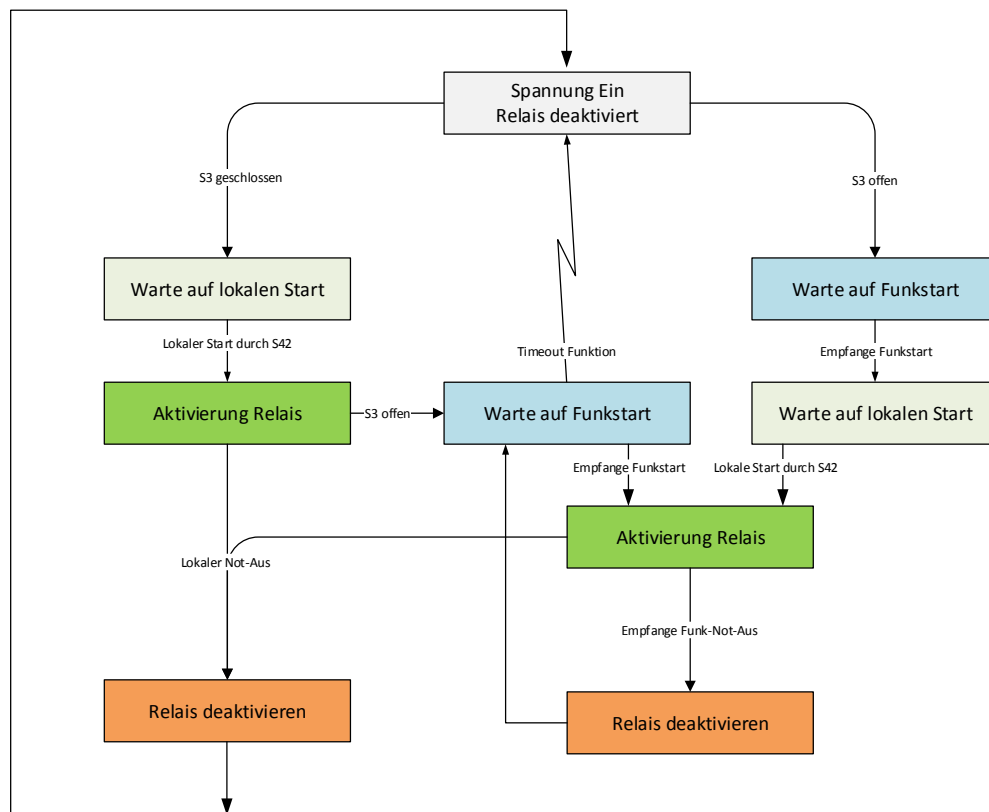 Spannung Ein
Relais deaktiviert
S3 geschlossen
S3 offen
Warte auf lokalen Start
Warte auf Funkstart
Lokaler Start durch S42
Timeout Funktion
Empfange Funkstart
Aktivierung Relais
S3 offen
Warte auf Funkstart
Warte auf lokalen Start
Empfange Funkstart
Lokale Start durch S42
Aktivierung Relais
Lokaler Not-Aus
Empfange Funk-Not-Aus
Relais deaktivieren
Relais deaktivieren